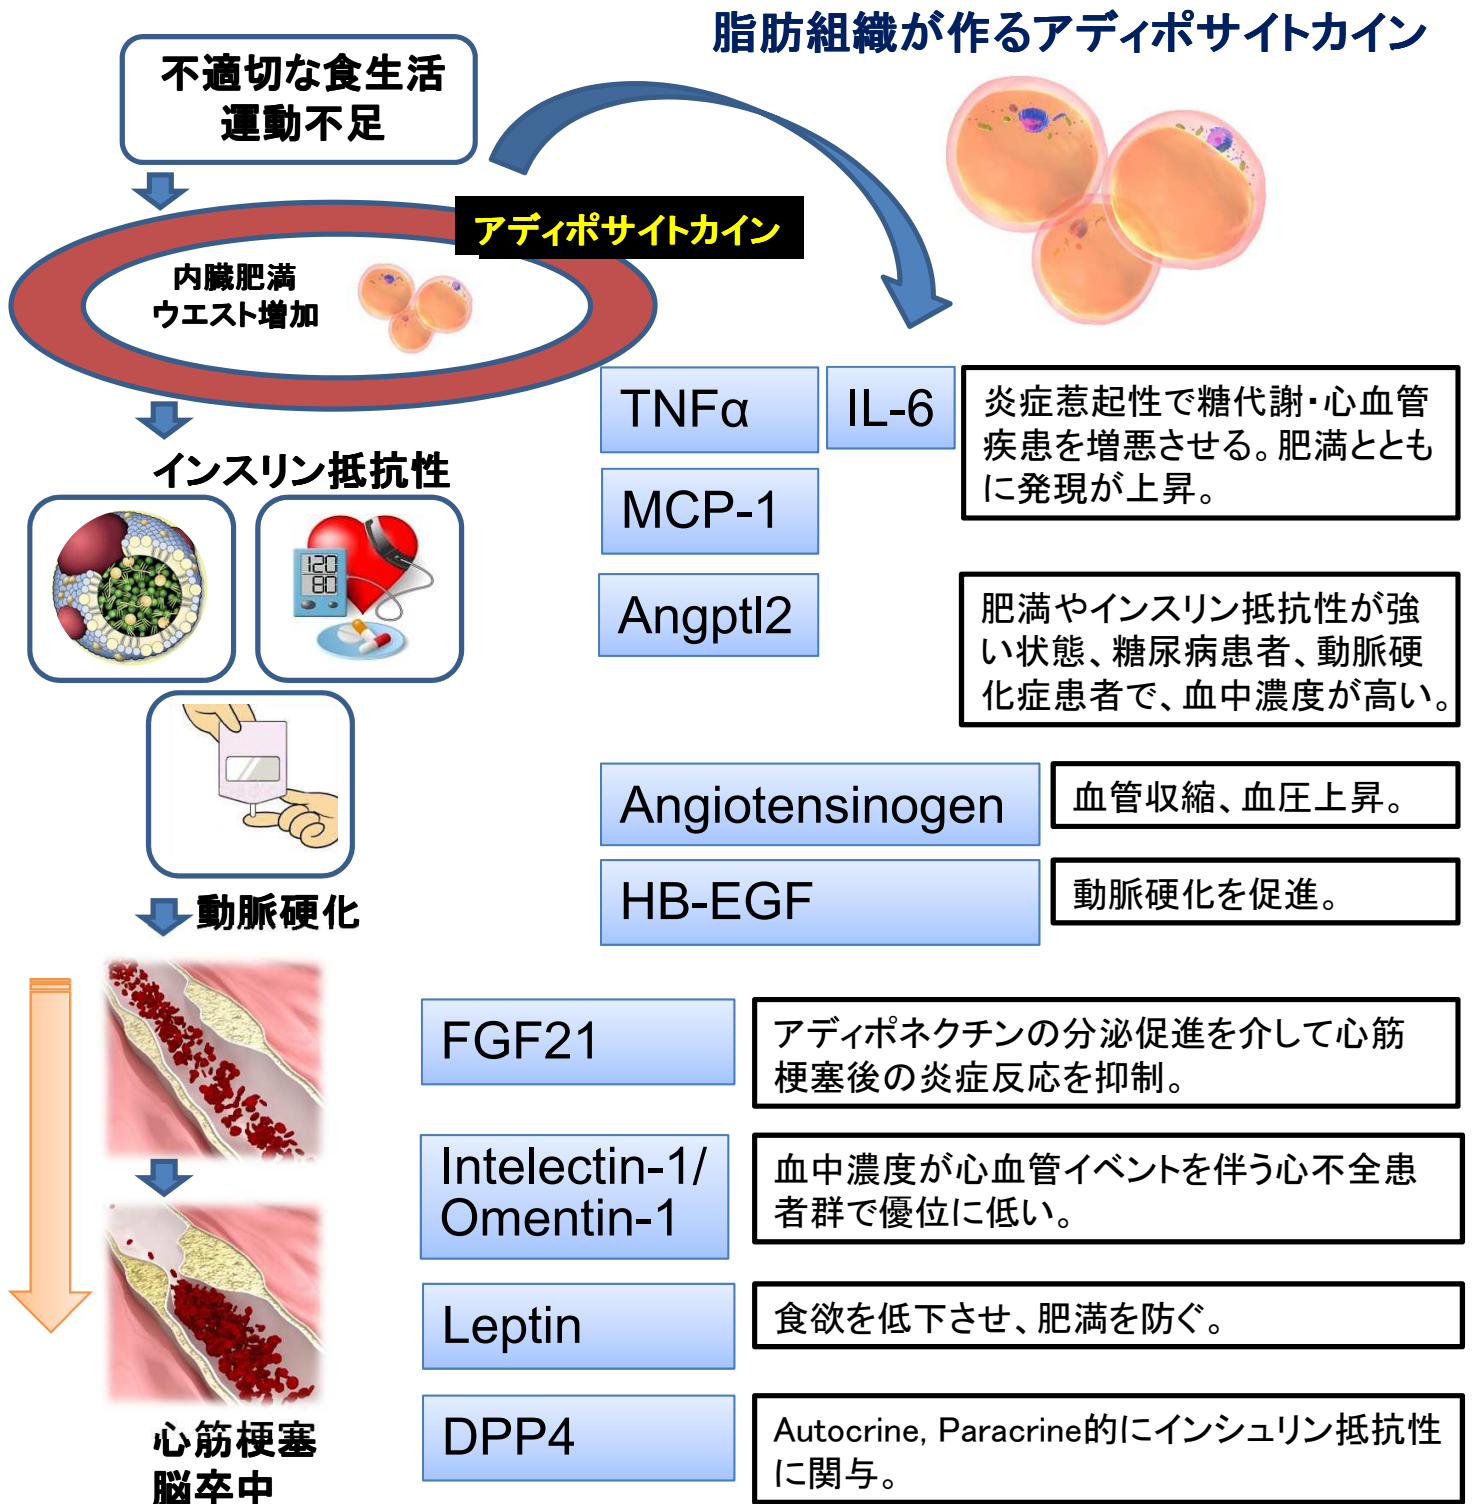 脂肪組織が作るアディポサイトカイン
不適切な食生活
運動不足
アディポサイトカイン
内臓肥満
ウエスト増加
インスリン抵抗性
120
80
動脈硬化
心筋梗塞
脳卒中
TNFα
IL-6
MCP-1
炎症惹起性で糖代謝・心血管
疾患を増悪させる。肥満ととも
に発現が上昇。
Angptl2
肥満やインスリン抵抗性が強
い状態、糖尿病患者、動脈硬
化症患者で、血中濃度が高い。
Angiotensinogen
血管収縮、血圧上昇。
HB-EGF
動脈硬化を促進。
FGF21
アディポネクチンの分泌促進を介して心筋
梗塞後の炎症反応を抑制。
Intelectin-1/
Omentin-1
血中濃度が心血管イベントを伴う心不全患
者群で優位に低い。
Leptin
食欲を低下させ、肥満を防ぐ。
DPP4
Autocrine, Paracrine的にインシュリン抵抗性
に関与。